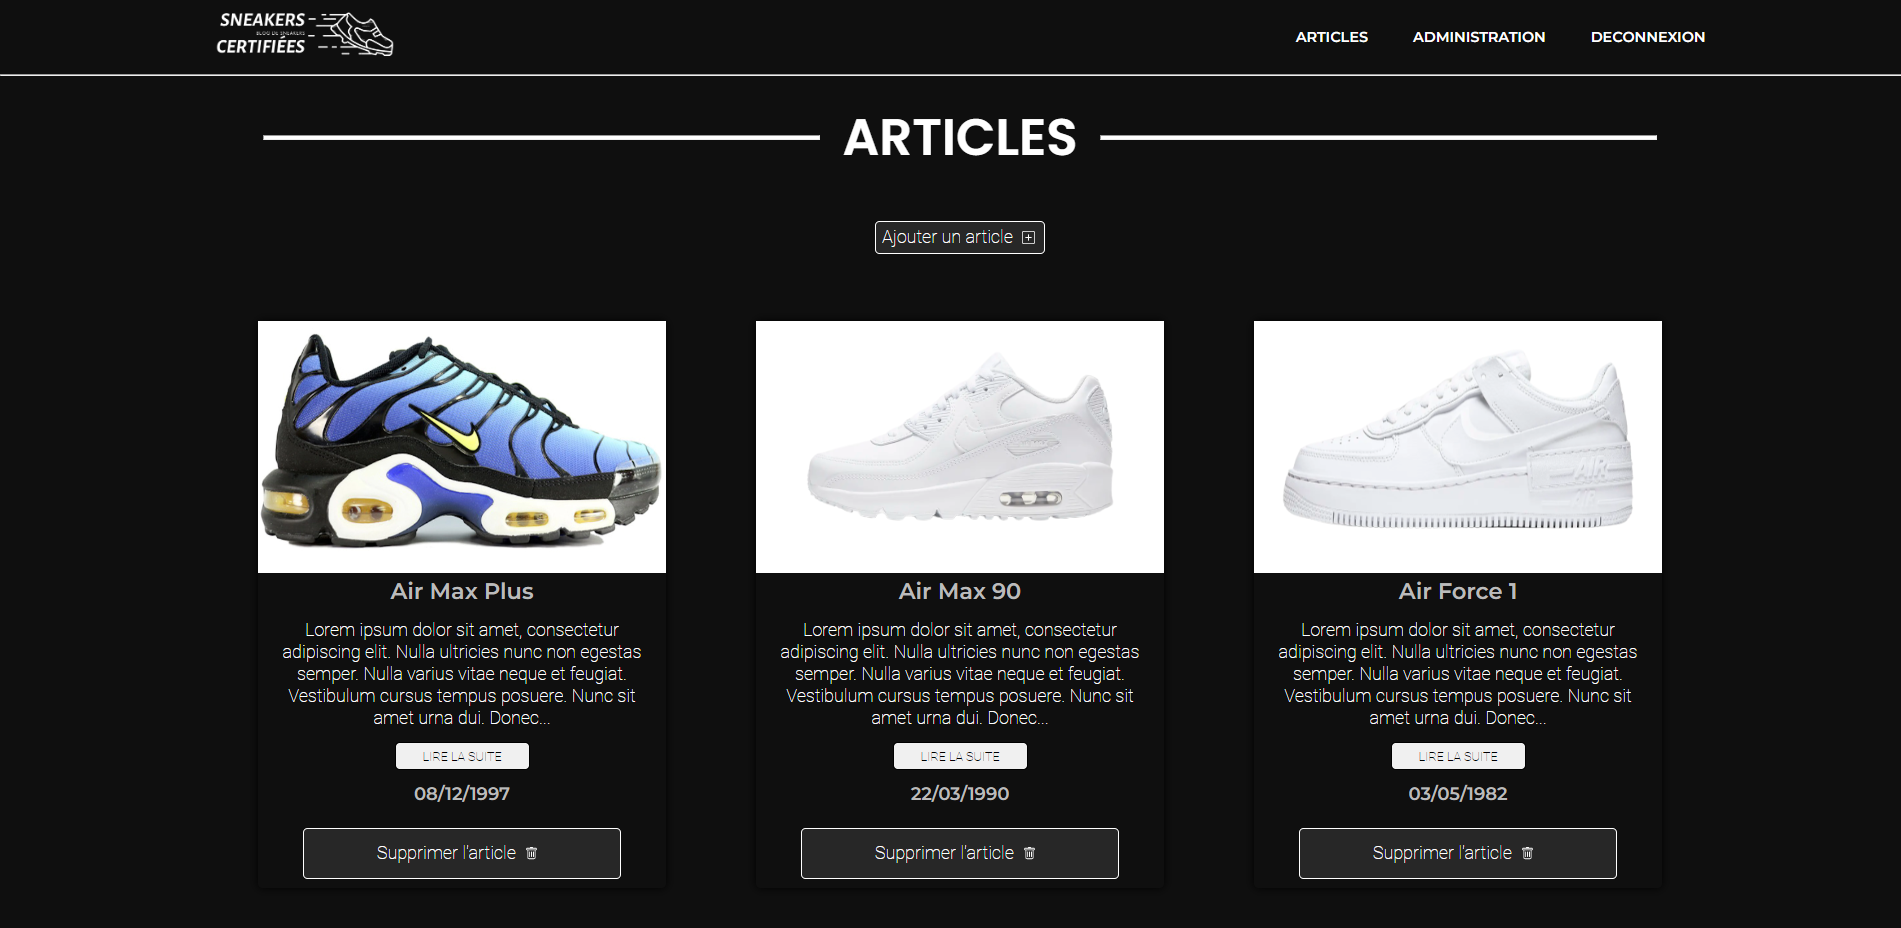 SNEAKERS
BLOG DE SNEAKERS
CERTIFIÉES
ARTICLES
ADMINISTRATION
DECONNEXION
ARTICLES
Ajouter un article
Air Max Plus
Lorem ipsum dolor sit amet, consectetur
adipiscing elit. Nulla ultricies nunc non egestas
semper. Nulla varius vitae neque et feugiat.
Vestibulum cursus tempus posuere. Nunc sit
amet urna dui. Donec...
LIRE LA SUITE
08/12/1997
Supprimer l'article
Air Max 90
Lorem ipsum dolor sit amet, consectetur
adipiscing elit. Nulla ultricies nunc non egestas
semper. Nulla varius vitae neque et feugiat.
Vestibulum cursus tempus posuere. Nunc sit
amet urna dui. Donec...
LIRE LA SUITE
22/03/1990
Supprimer l'article
AIR
Air Force 1
Lorem ipsum dolor sit amet, consectetur
adipiscing elit. Nulla ultricies nunc non egestas
semper. Nulla varius vitae neque et feugiat.
Vestibulum cursus tempus posuere. Nunc sit
amet urna dui. Donec...
LIRE LA SUITE
03/05/1982
Supprimer l'article